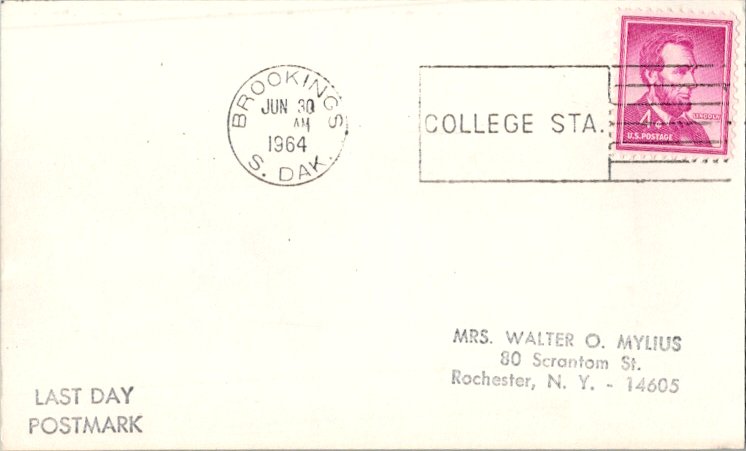 BROOKINGS
JUN 30
AM
1964
S. DAK.
COLLEGE STA.
4¢
LINCOLN
U.S. POSTAGE
MRS. WALTER O. MYLIUS
80 Scrantom St.
Rochester, N. Y. - 14605
LAST DAY
POSTMARK